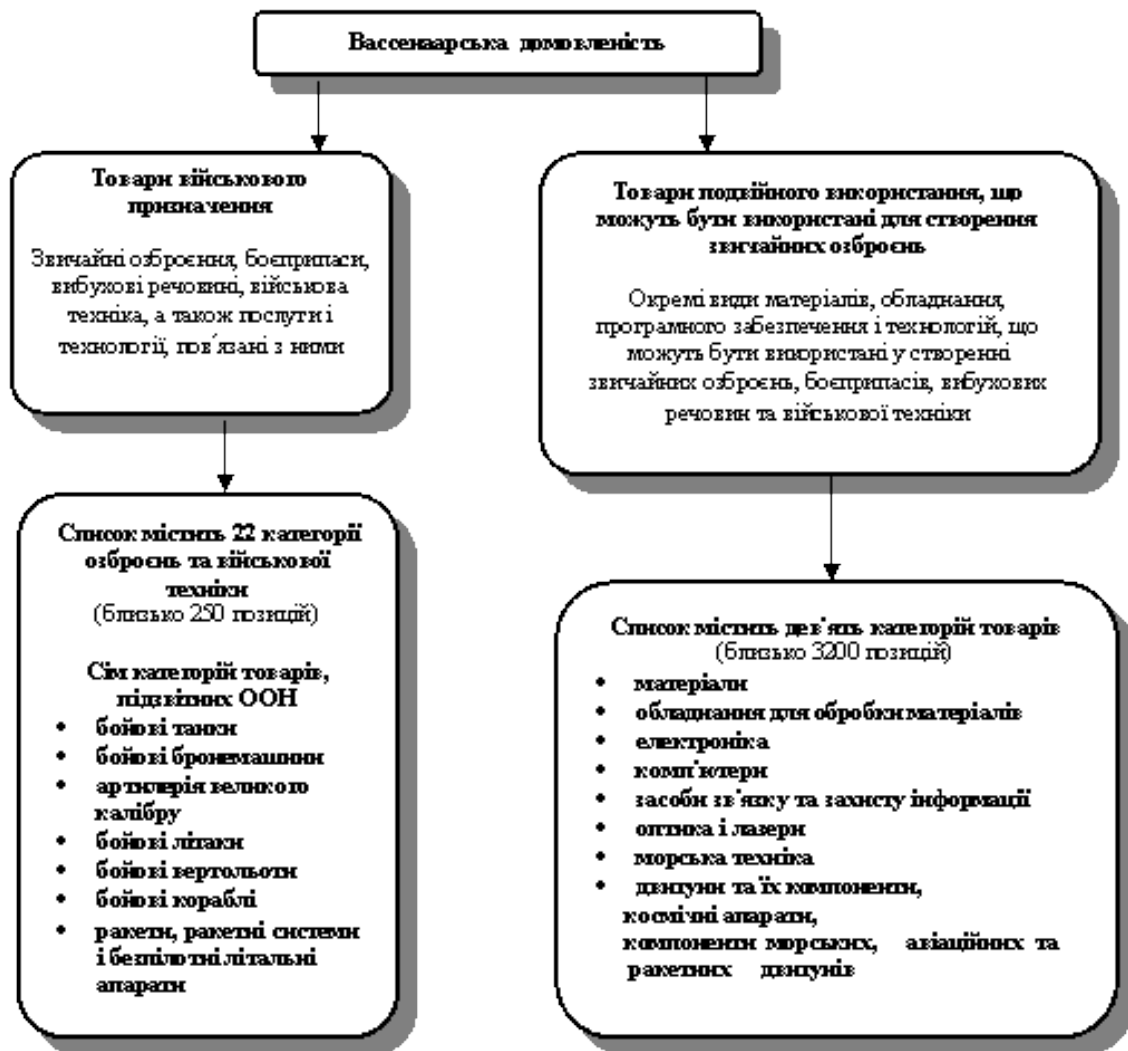 Вассенаарська домовленість
Товари військового
призначення
Звичайні озброєння, боєприпаси,
вибухові речовині, військова
техніка, а також послуги і
технології, пов´язані з ними
Товари подвійного використання, що
можуть бути використані для створення
звичайних озброєнь
Окремі види матеріалів, обладнання,
програмного забезпечення і технологій, що
можуть бути використані у створенні
звичайних озброєнь, боєприпасів, вибухових
речовин та військової техніки
Список містить 22 категорії
озброєнь та військової
техніки
(близько 250 позицій)
Сім категорій товарів,
підзвітних ООН
• бойові танки
• бойові бронемашини
• артилерія великого
калібру
• бойові літаки
• бойові вертольоти
• бойові кораблі
• ракети, ракетні системи
і безпілотні літальні
апарати
Список містить дев´ять категорій товарів
(близько 3200 позицій)
• матеріали
• обладнання для обробки матеріалів
• електроніка
• комп´ютери
• засоби зв´язку та захисту інформації
• оптика і лазери
• морська техніка
• двигуни та їх компоненти,
космічні апарати,
компоненти морських, авіаційних та
ракетних двигунів